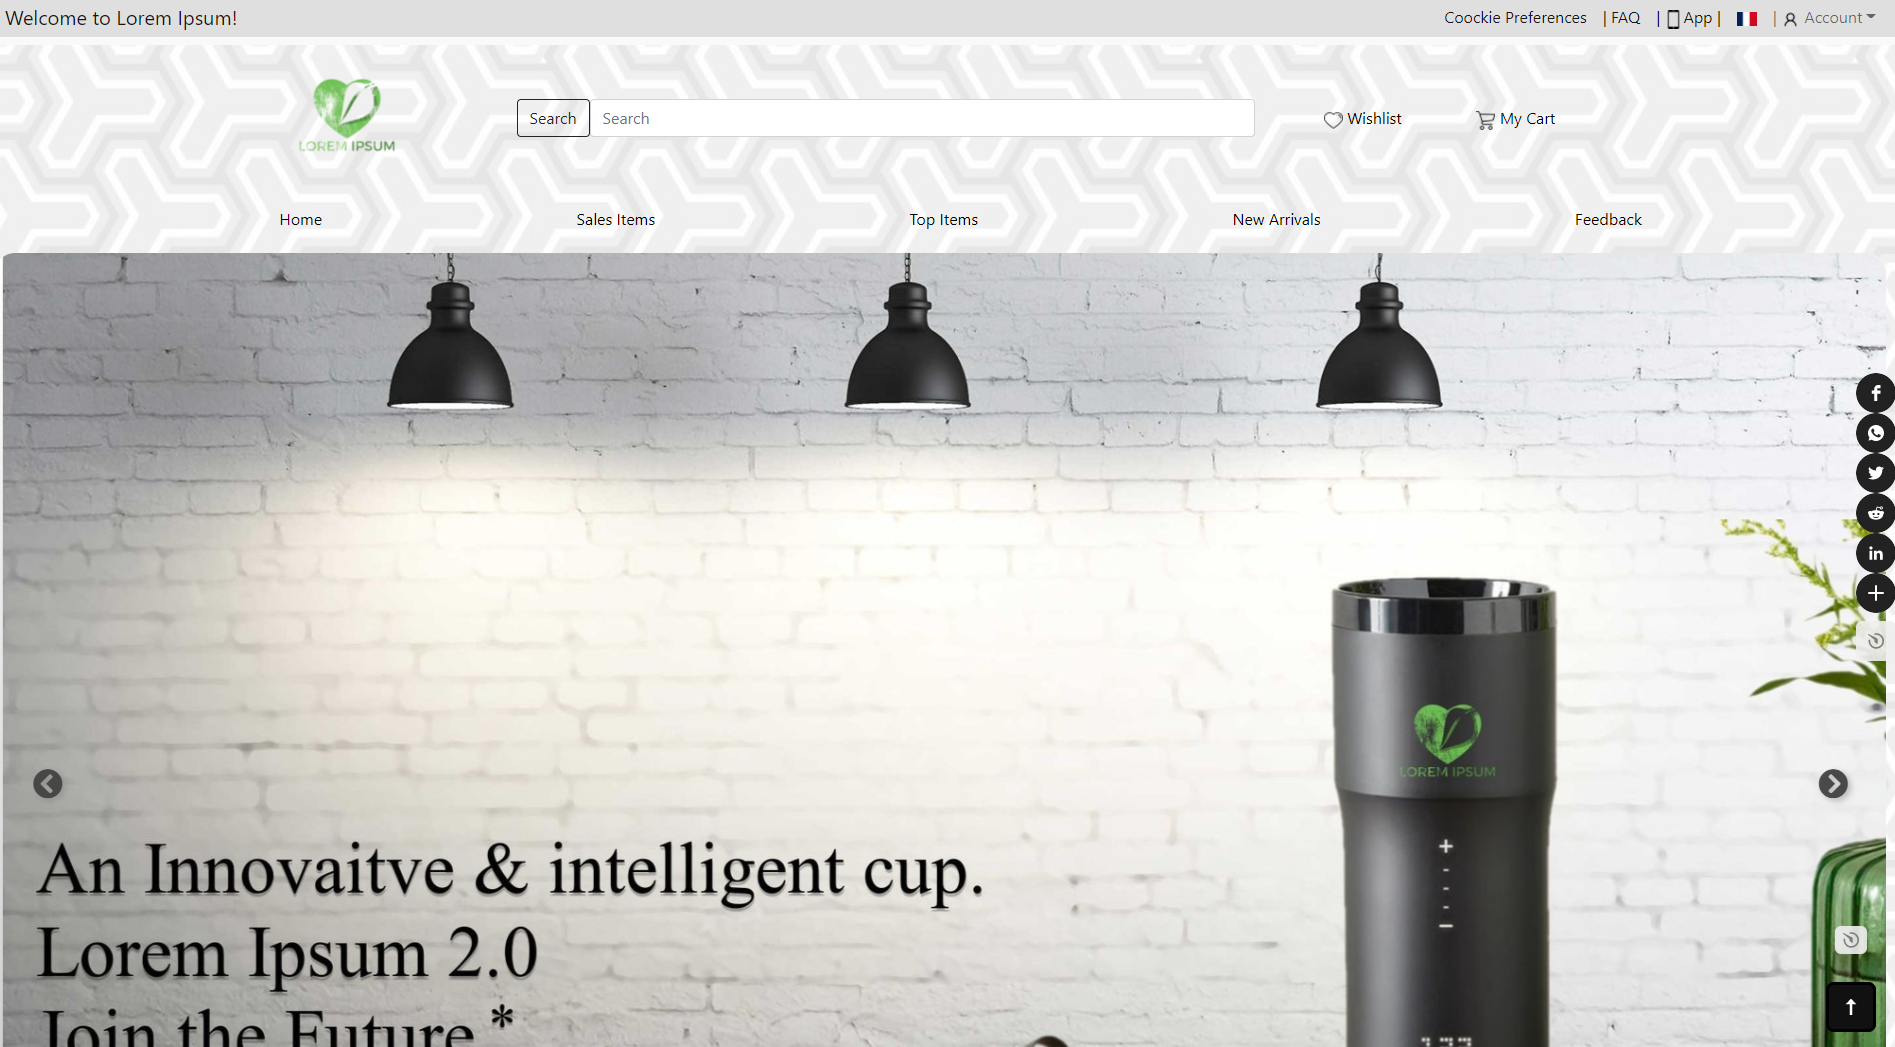 Welcome to Lorem Ipsum!
Coockie Preferences | FAQ | App | | Account
LOREM IPSUM
Search
Search
Wishlist
My Cart
Home
Sales Items
Top Items
New Arrivals
Feedback
LOREM IPSUM
An Innovaitve & intelligent cup.
Lorem Ipsum 2.0
Join the Future *